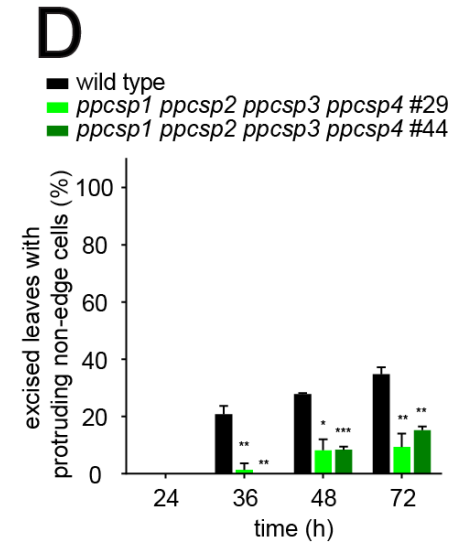 D
wild type
ppcsp1 ppcsp2 ppcsp3 ppcsp4 #29
ppcsp1 ppcsp2 ppcsp3 ppcsp4 #44
excised leaves with
protruding non-edge cells (%)
100
80
60
40
20
0
**
**
*
***
**
**
24 36 48 72
time (h)